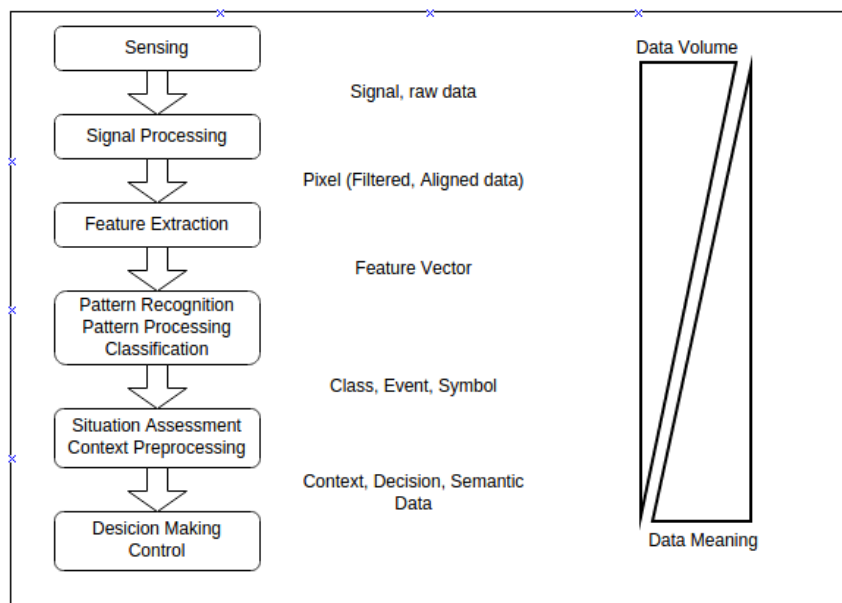 Sensing
Data Volume
Signal, raw data
Signal Processing
Pixel (Filtered, Aligned data)
Feature Extraction
Feature Vector
Pattern Recognition
Pattern Processing
Classification
Class, Event, Symbol
Situation Assessment
Context Preprocessing
Context, Decision, Semantic
Data
Desicion Making
Control
Data Meaning